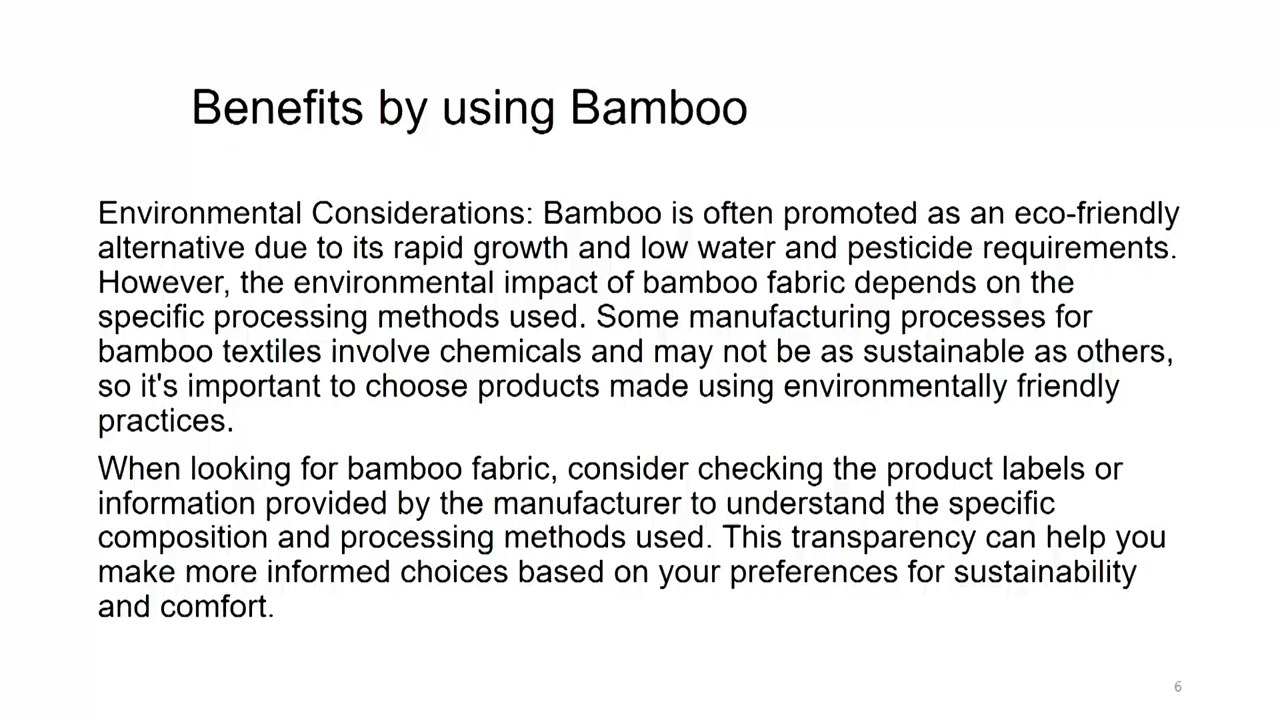 Benefits by using Bamboo
Environmental Considerations: Bamboo is often promoted as an eco-friendly
alternative due to its rapid growth and low water and pesticide requirements.
However, the environmental impact of bamboo fabric depends on the
specific processing methods used. Some manufacturing processes for
bamboo textiles involve chemicals and may not be as sustainable as others,
so it's important to choose products made using environmentally friendly
practices.
When looking for bamboo fabric, consider checking the product labels or
information provided by the manufacturer to understand the specific
composition and processing methods used. This transparency can help you
make more informed choices based on your preferences for sustainability
and comfort.
6